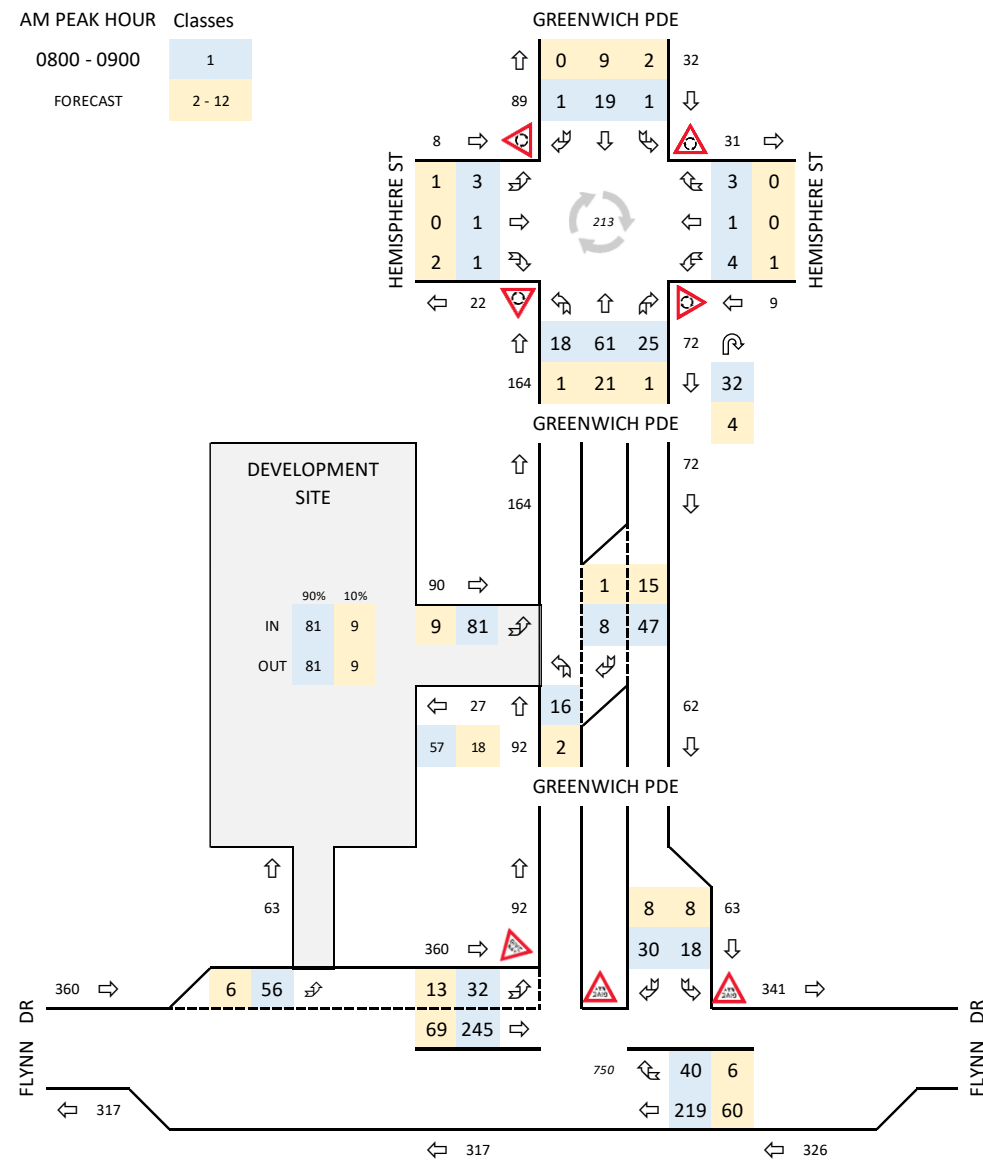 AM PEAK HOUR Classes
0800 - 0900 1
FORECAST 2 - 12
GREENWICH PDE
0 9 2 32
89 1 19 1
8 31
HEMISPHERE ST
1 3
0 1
2 1
213
3 0
1 0
4 1
HEMISPHERE ST
22 9
18 61 25 72
164 1 21 1 32
4
GREENWICH PDE
DEVELOPMENT
SITE
72
164
90 1 15
90% 10%
IN 81 9 9 81 8 47
OUT 81 9
27 16 62
57 18 92 2
GREENWICH PDE
63 92 8 8 63
360 30 18
360 6 56 13 32 341
FLYNN DR
69 245
FLYNN DR
750 40 6
317 219 60
317 326